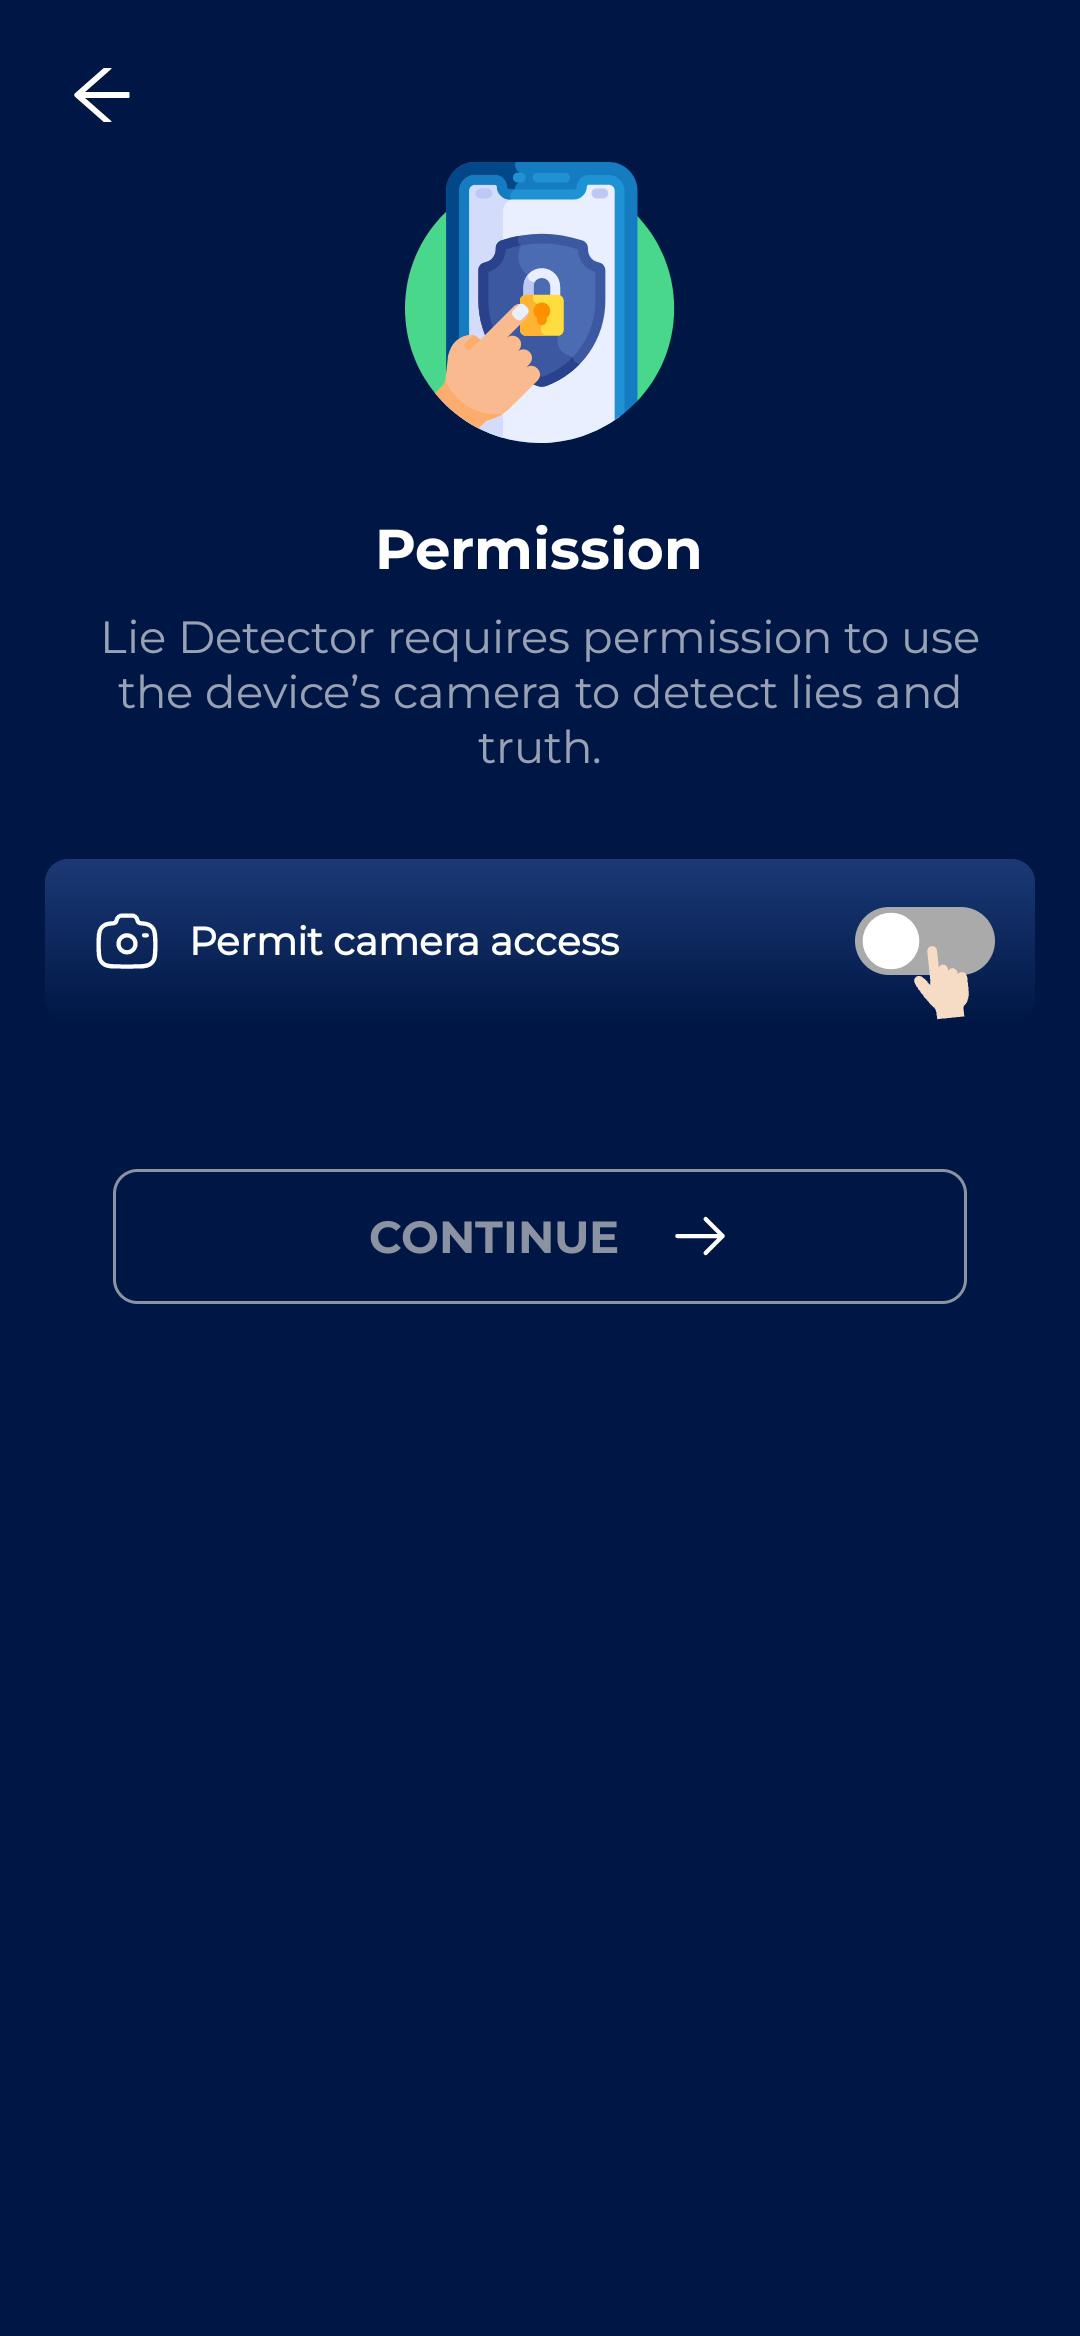 Permission
Lie Detector requires permission to use
the device’s camera to detect lies and
truth.
Permit camera access
CONTINUE